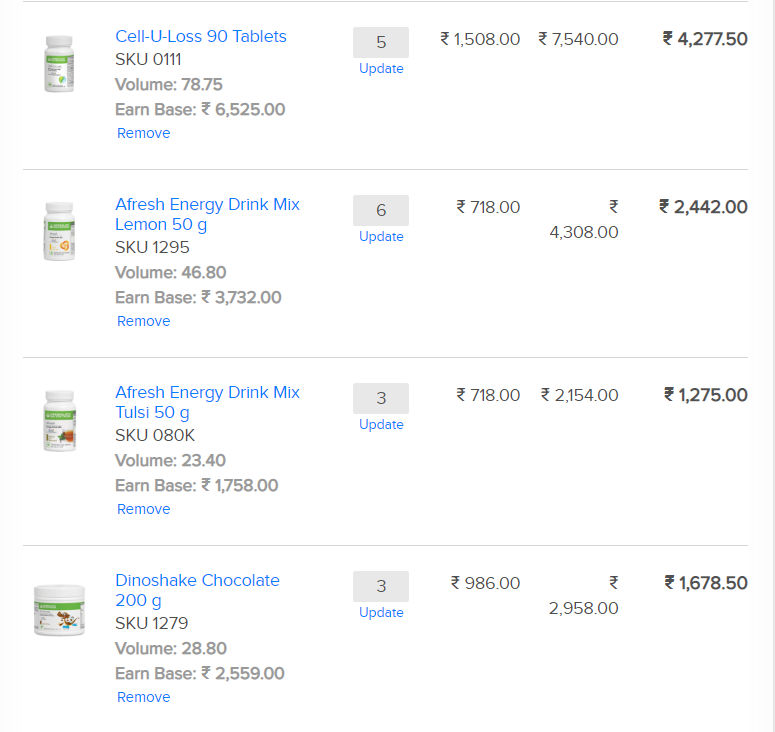 Cell-U-Loss 90 Tablets
SKU 0111
Volume: 78.75
Earn Base: ₹ 6,525.00
Remove
5
Update
₹ 1,508.00
₹ 7,540.00
₹ 4,277.50
Afresh Energy Drink Mix
Lemon 50 g
SKU 1295
Volume: 46.80
Earn Base: ₹ 3,732.00
Remove
6
Update
₹ 718.00
₹
4,308.00
₹ 2,442.00
Afresh Energy Drink Mix
Tulsi 50 g
SKU 080K
Volume: 23.40
Earn Base: ₹ 1,758.00
Remove
3
Update
₹ 718.00
₹ 2,154.00
₹ 1,275.00
Dinoshake Chocolate
200 g
SKU 1279
Volume: 28.80
Earn Base: ₹ 2,559.00
Remove
3
Update
₹ 986.00
₹
2,958.00
₹ 1,678.50